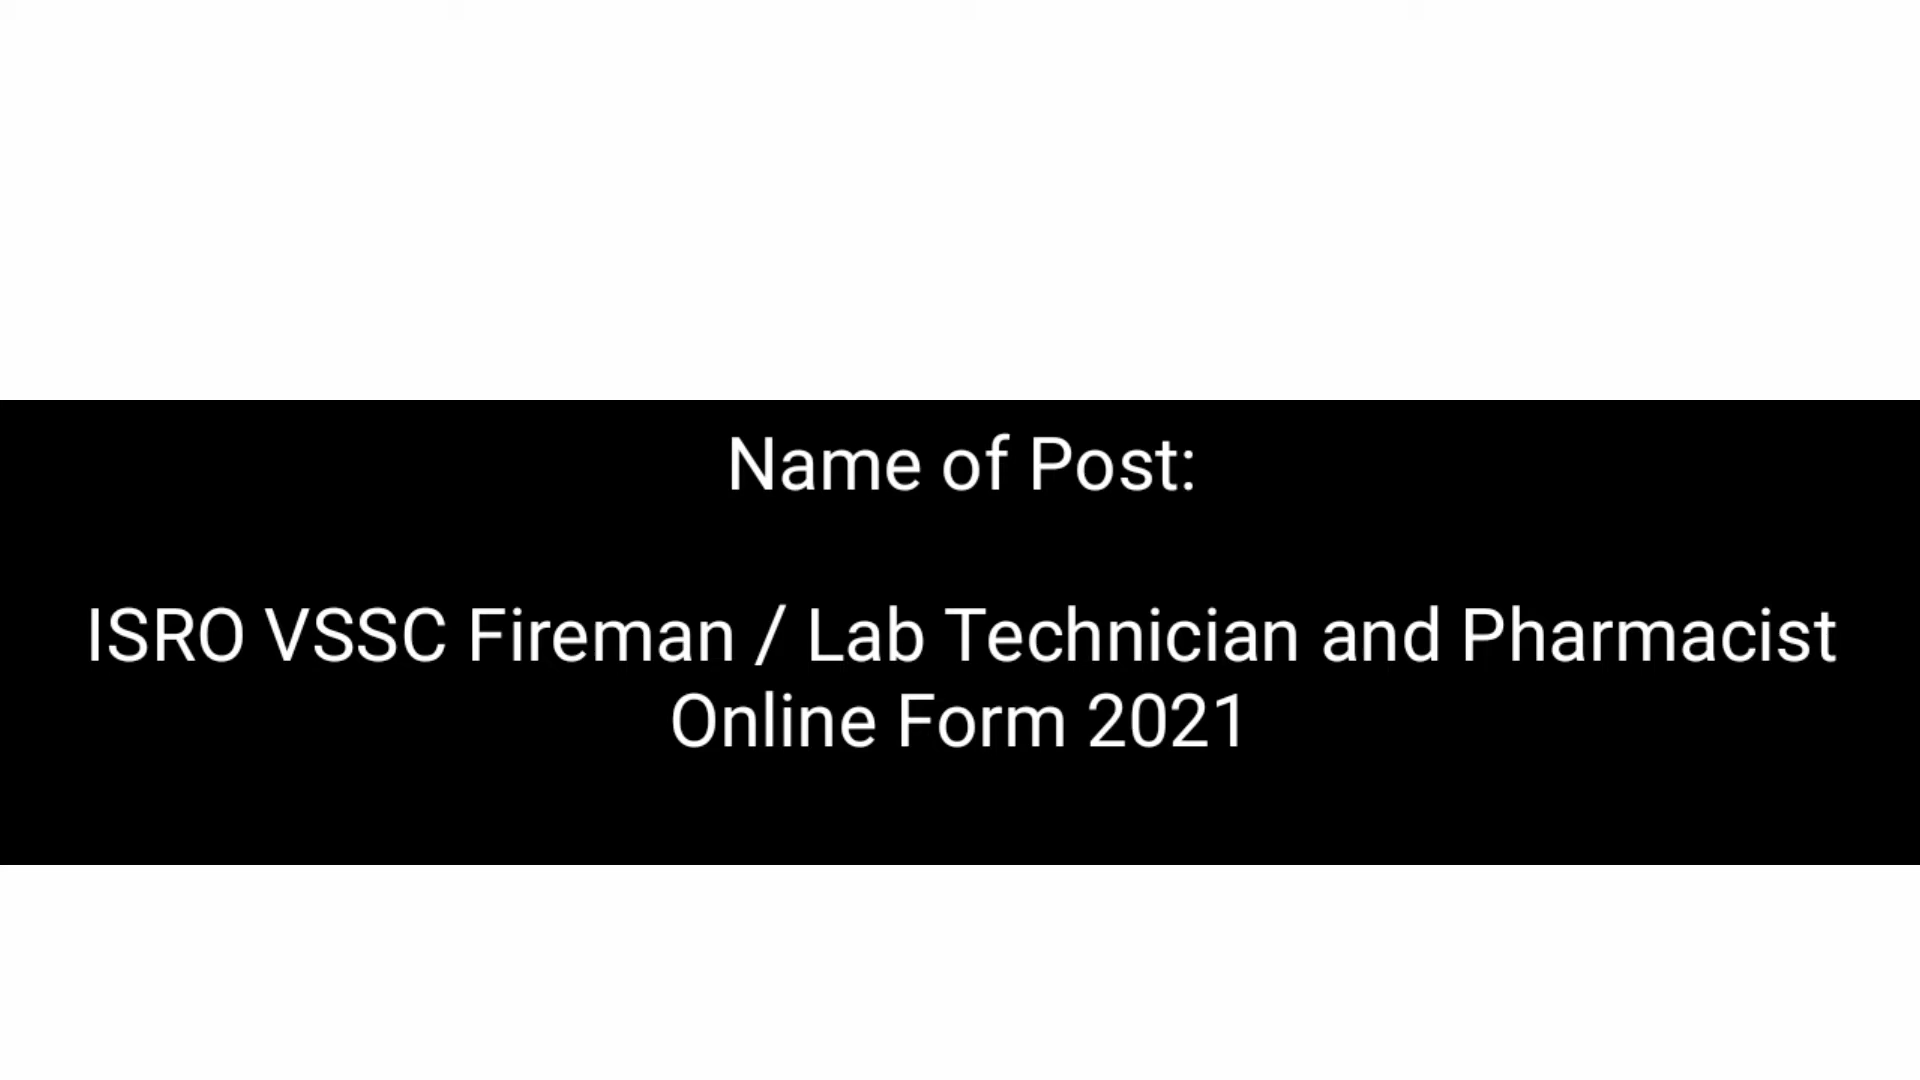 Name of Post:
ISRO VSSC Fireman / Lab Technician and Pharmacist
Online Form 2021